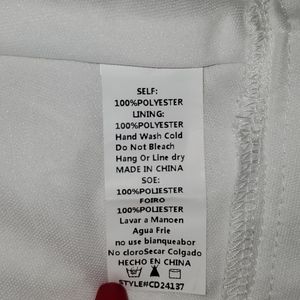 SELF:
100%POLYESTER
LINING:
100%POLYESTER
Hand Wash Cold
Do Not Bleach
Hang Or Line dry
MADE IN CHINA
SOE:
100%POLIESTER
FOIRO
100%POLIESTER
Lavar a Manoen
Agua Frie
no use blanqueabor
No cloroSecar Colgado
HECHO EN CHINA
STYLE#CD24137